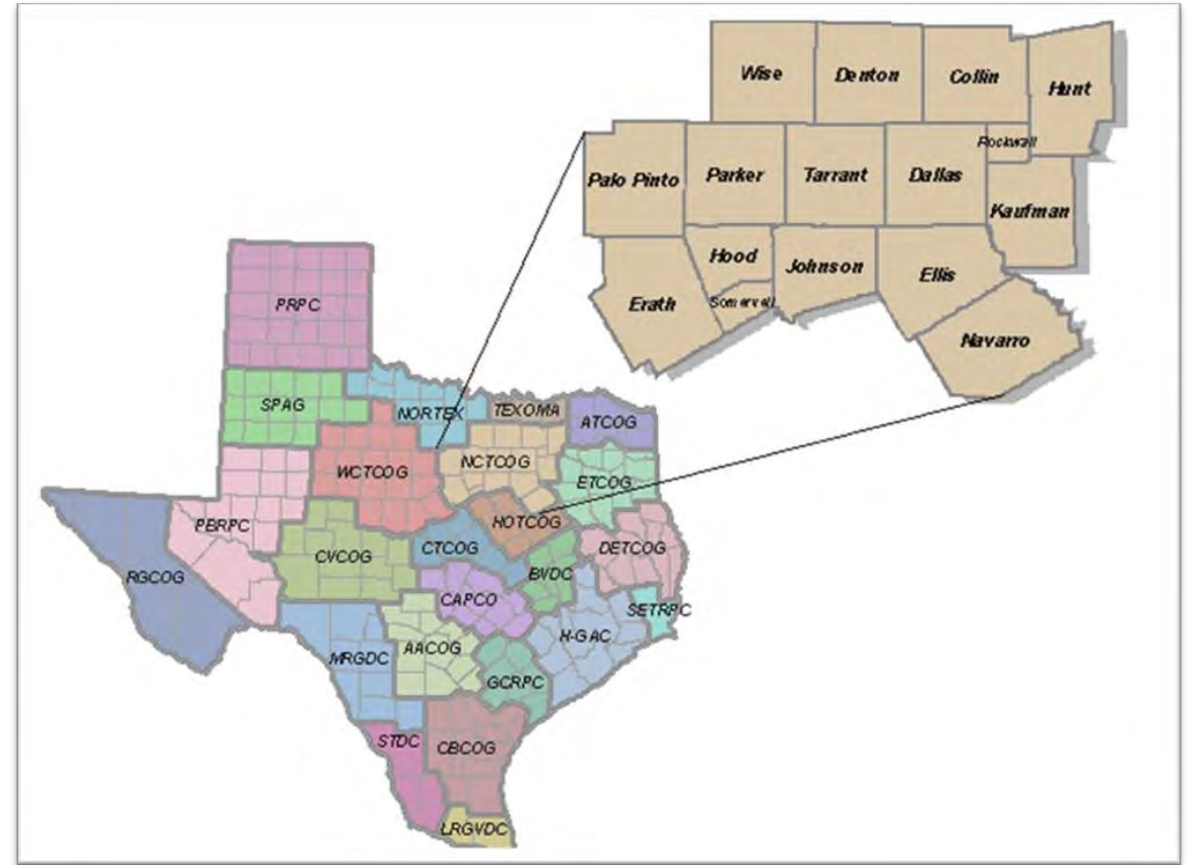 Wise
Denton
Collin
Hunt
Rockwall
Palo Pinto
Parker
Tarrant
Dallas
Kaufman
Hood
Johnson
Ellis
Erath
Somervell
Navarro
PRPC
SPAG
NORTEX
TEXOMA
ATCOG
WCTCOG
NCTCOG
ETCOG
PBRPC
HOTCOG
CVCOG
CTCOG
DETCOG
RGCOG
BVDC
CAPCO
SETRPC
H-GAC
MRGDC
AACOG
GCRPC
STDC
CBCOG
LRGVDC